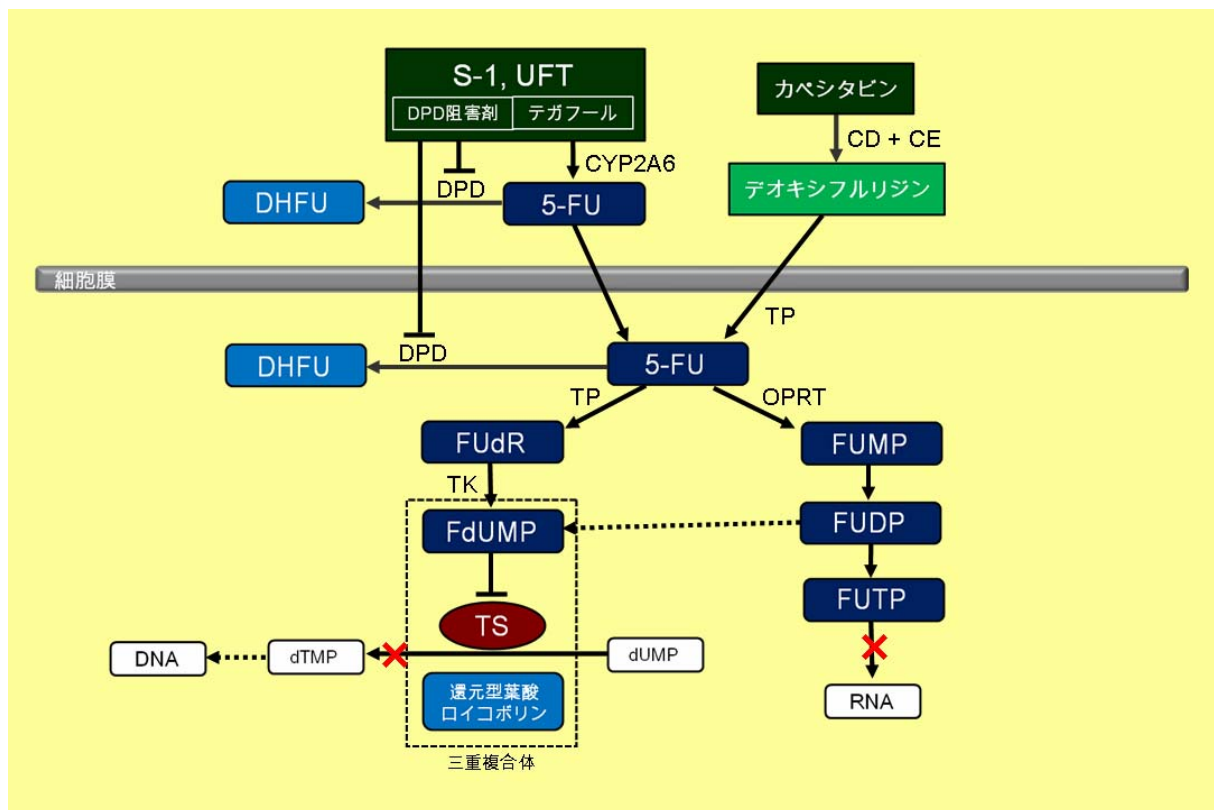 S-1, UFT
DPD阻害剤
テガフール
カペシタビン
CYP2A6
CD + CE
DHFU
DPD
5-FU
デオキシフルリジン
細胞膜
TP
DHFU
DPD
5-FU
TP
OPRT
FUdR
FUMP
TK
FdUMP
FUDP
FUTP
TS
DNA
dTMP
dUMP
還元型葉酸
ロイコボリン
RNA
三重複合体